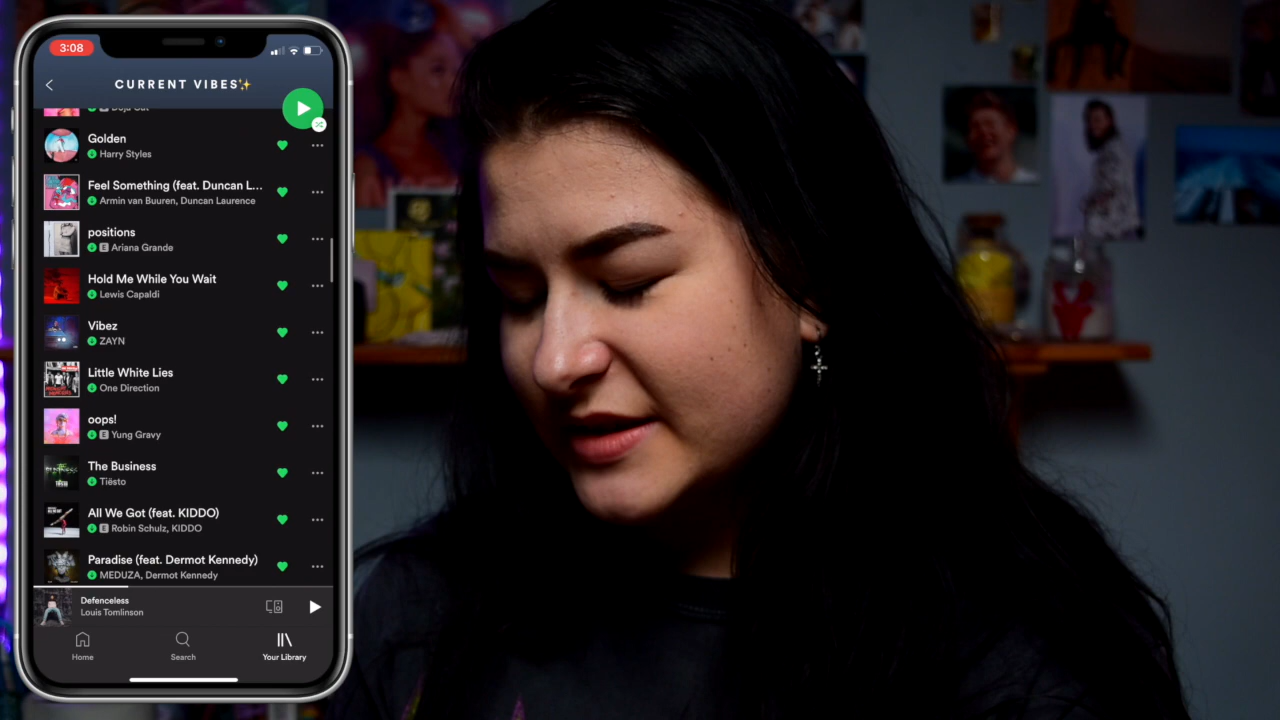 3:08
CURRENT VIBES✨
Doja Cat
Golden
E Harry Styles
Feel Something (feat. Duncan L...
Armin van Buuren, Duncan Laurence
positions
E Ariana Grande
Hold Me While You Wait
Lewis Capaldi
Vibez
ZAYN
Little White Lies
One Direction
oops!
E Yung Gravy
The Business
Tiësto
All We Got (feat. KIDDO)
E Robin Schulz, KIDDO
Paradise (feat. Dermot Kennedy)
MEDUZA, Dermot Kennedy
Defenceless
Louis Tomlinson
Home
Search
Your Library